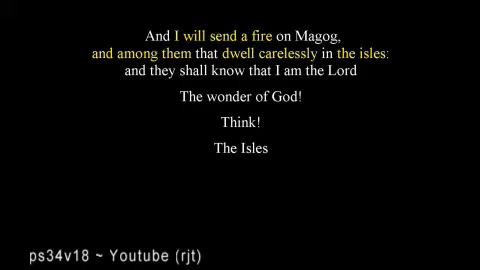 And I will send a fire on Magog,
and among them that dwell carelessly in the isles:
and they shall know that I am the Lord
The wonder of God!
Think!
The Isles
ps34v18 ~ Youtube (rjt)